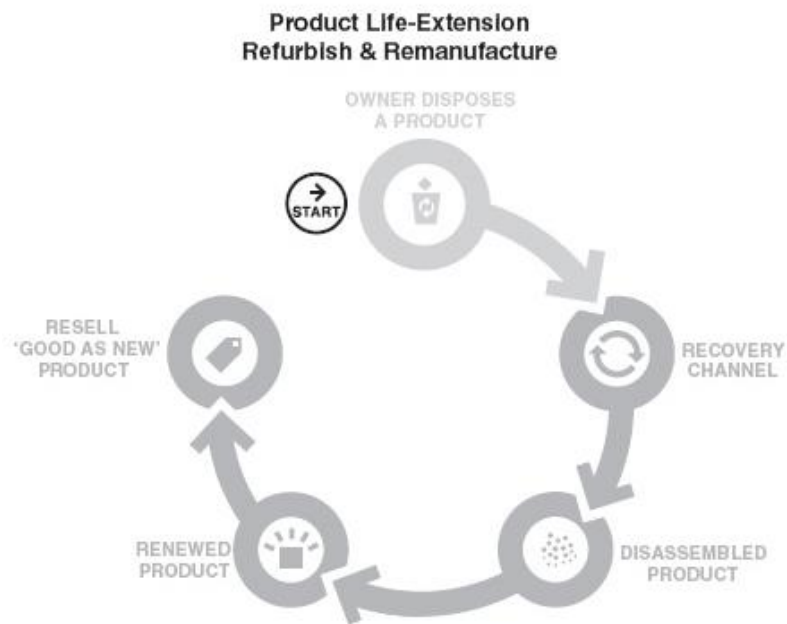 Product Life-Extension
Refurbish & Remanufacture
OWNER DISPOSES
A PRODUCT
START
RECOVERY
CHANNEL
DISASSEMBLED
PRODUCT
RENEWED
PRODUCT
RESELL
'GOOD AS NEW'
PRODUCT